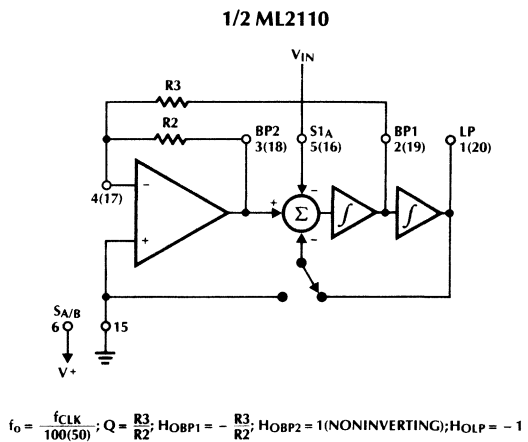 1/2 ML2110
VIN
R3
R2
BP2
3(18)
S1A
5(16)
BP1
2(19)
LP
1(20)
4(17)
−
+
+
Σ
−
−
∫
∫
SA/B
6
15
V+
fo = fCLK / 100(50); Q = R3 / R2; HOBP1 = − R3 / R2; HOBP2 = 1(NONINVERTING); HOLP = − 1